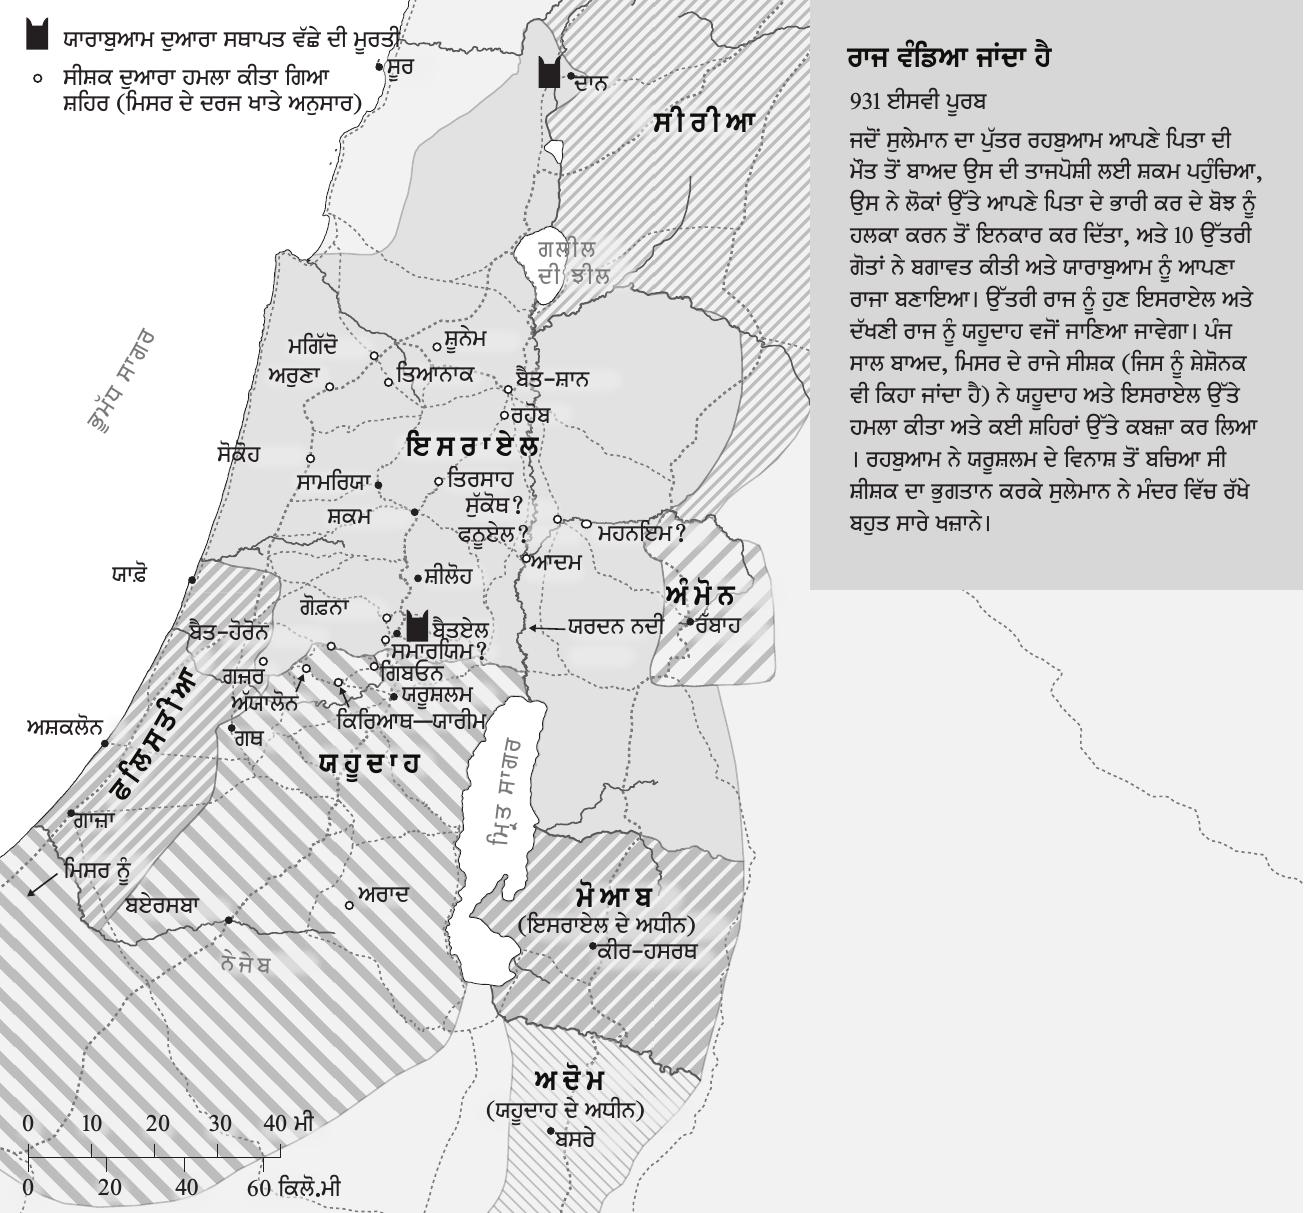 ਯਾਰਾਬੁਆਮ ਦੁਆਰਾ ਸਥਾਪਤ ਵੱਛੇ ਦੀ ਮੂਰਤੀ
ਸੀਸ਼ਕ ਦੁਆਰਾ ਹਮਲਾ ਕੀਤਾ ਗਿਆ
ਸ਼ਹਿਰ (ਮਿਸਰ ਦੇ ਦਰਜ ਖਾਤੇ ਅਨੁਸਾਰ)
ਰਾਜ ਵੰਡਿਆ ਜਾਂਦਾ ਹੈ
931 ਈਸਵੀ ਪੂਰਬ
ਜਦੋਂ ਸੁਲੇਮਾਨ ਦਾ ਪੁੱਤਰ ਰਹਬੁਆਮ ਆਪਣੇ ਪਿਤਾ ਦੀ
ਮੌਤ ਤੋਂ ਬਾਅਦ ਉਸ ਦੀ ਤਾਜਪੋਸ਼ੀ ਲਈ ਸ਼ਕਮ ਪਹੁੰਚਿਆ,
ਉਸ ਨੇ ਲੋਕਾਂ ਉੱਤੇ ਆਪਣੇ ਪਿਤਾ ਦੇ ਭਾਰੀ ਕਰ ਦੇ ਬੋਝ ਨੂੰ
ਹਲਕਾ ਕਰਨ ਤੋਂ ਇਨਕਾਰ ਕਰ ਦਿੱਤਾ, ਅਤੇ 10 ਉੱਤਰੀ
ਗੋਤਾਂ ਨੇ ਬਗਾਵਤ ਕੀਤੀ ਅਤੇ ਯਾਰਾਬੁਆਮ ਨੂੰ ਆਪਣਾ
ਰਾਜਾ ਬਣਾਇਆ। ਉੱਤਰੀ ਰਾਜ ਨੂੰ ਹੁਣ ਇਸਰਾਏਲ ਅਤੇ
ਦੱਖਣੀ ਰਾਜ ਨੂੰ ਯਹੂਦਾਹ ਵਜੋਂ ਜਾਣਿਆ ਜਾਵੇਗਾ। ਪੰਜ
ਸਾਲ ਬਾਅਦ, ਮਿਸਰ ਦੇ ਰਾਜੇ ਸੀਸ਼ਕ (ਜਿਸ ਨੂੰ ਸ਼ੇਸ਼ੋਨਕ
ਵੀ ਕਿਹਾ ਜਾਂਦਾ ਹੈ) ਨੇ ਯਹੂਦਾਹ ਅਤੇ ਇਸਰਾਏਲ ਉੱਤੇ
ਹਮਲਾ ਕੀਤਾ ਅਤੇ ਕਈ ਸ਼ਹਿਰਾਂ ਉੱਤੇ ਕਬਜ਼ਾ ਕਰ ਲਿਆ
। ਰਹਬੁਆਮ ਨੇ ਯਰੂਸ਼ਲਮ ਦੇ ਵਿਨਾਸ਼ ਤੋਂ ਬਚਿਆ ਸੀ
ਸ਼ੀਸ਼ਕ ਦਾ ਭੁਗਤਾਨ ਕਰਕੇ ਸੁਲੇਮਾਨ ਨੇ ਮੰਦਰ ਵਿੱਚ ਰੱਖੇ
ਬਹੁਤ ਸਾਰੇ ਖਜ਼ਾਨੇ।
ਸੂਰ
ਦਾਨ
ਸੀਰੀਆ
ਗਲੀਲ
ਦੀ ਝੀਲ
ਭੂਮੱਧ ਸਾਗਰ
ਮਗਿੱਦੋ
ਸ਼ੂਨੇਮ
ਅਰੁਣਾ
ਤਿਆਨਾਕ
ਬੈਤ-ਸ਼ਾਨ
ਰਹੋਬ
ਇਸਰਾਏਲ
ਸੋਕੋਹ
ਸਾਮਰਿਯਾ
ਤਿਰਸਾਹ
ਸ਼ਕਮ
ਸੁੱਕੋਥ?
ਫਨੂਏਲ?
ਮਹਨਇਮ?
ਆਦਮ
ਯਾਫ਼ੋ
ਸ਼ੀਲੋਹ
ਅੰਮੋਨ
ਗੋਫ਼ਨਾ
ਯਰਦਨ ਨਦੀ
ਰੱਬਾਹ
ਬੈਤ-ਹੋਰੋਨ
ਬੈਤਏਲ
ਸਮਾਰਯਿਮ?
ਗਜ਼ਰ
ਗਿਬਓਨ
ਅੱਯਾਲੋਨ
ਯਰੂਸ਼ਲਮ
ਕਿਰਿਆਥ—ਯਾਰੀਮ
ਫਲਿਸਤੀਆ
ਅਸ਼ਕਲੋਨ
ਗਥ
ਯਹੂਦਾਹ
ਮ੍ਰਿਤ ਸਾਗਰ
ਗਾਜ਼ਾ
ਮਿਸਰ ਨੂੰ
ਬਏਰਸਬਾ
ਅਰਾਦ
ਮੋਆਬ
(ਇਸਰਾਏਲ ਦੇ ਅਧੀਨ)
ਕੀਰ-ਹਸਰਥ
ਨੇਜੇਬ
ਅਦੋਮ
(ਯਹੂਦਾਹ ਦੇ ਅਧੀਨ)
ਬਸਰੇ
0 10 20 30 40 ਮੀ
0 20 40 60 ਕਿਲੋ.ਮੀ